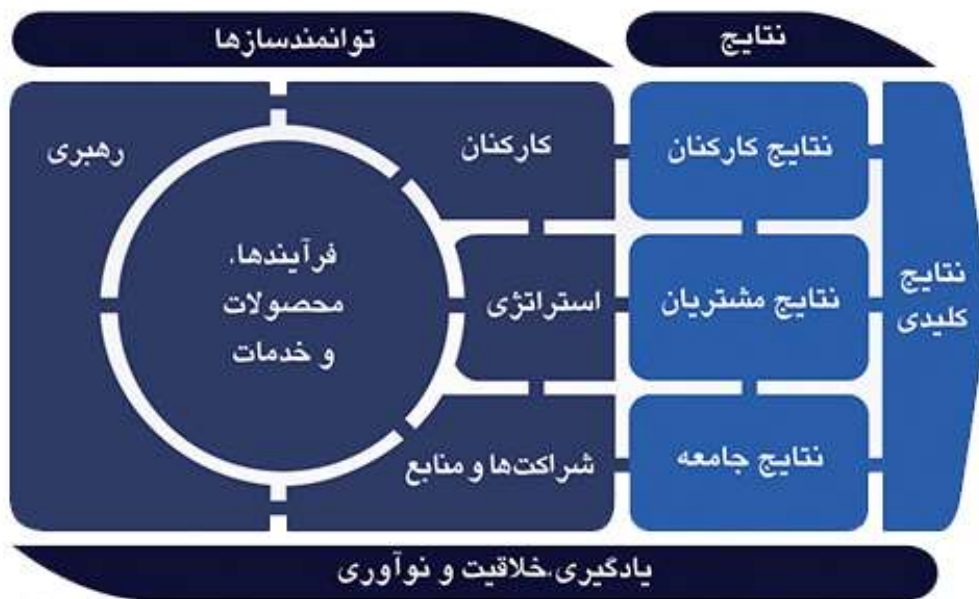 توانمندسازها
نتایج
رهبری
کارکنان
نتایج کارکنان
فرآیندها،
محصولات
و خدمات
استراتژی
نتایج مشتریان
نتایج
کلیدی
شراکت‌ها و منابع
نتایج جامعه
یادگیری،خلاقیت و نوآوری